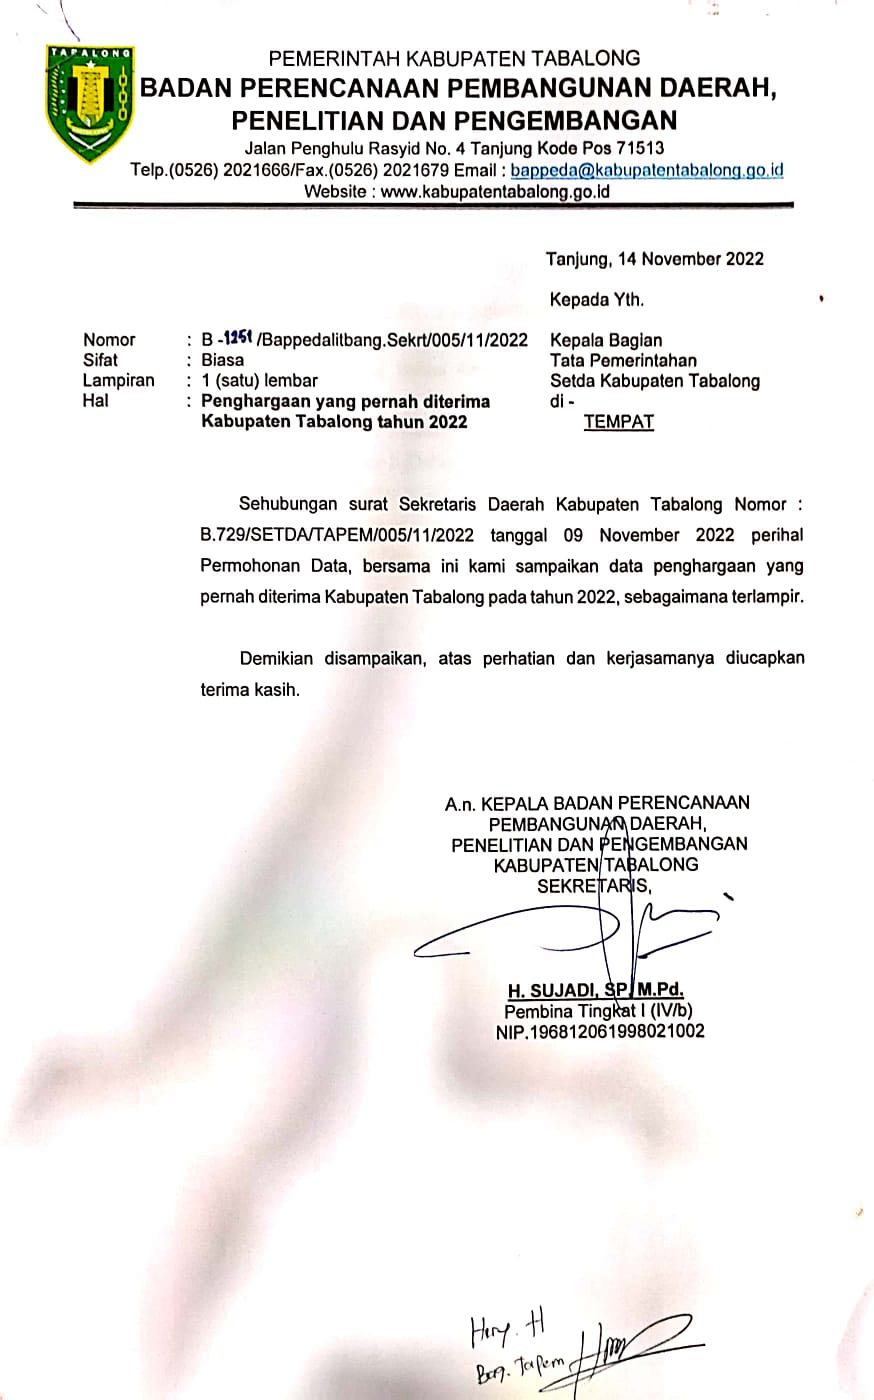 TABALONG
PEMERINTAH KABUPATEN TABALONG
BADAN PERENCANAAN PEMBANGUNAN DAERAH,
PENELITIAN DAN PENGEMBANGAN
Jalan Penghulu Rasyid No. 4 Tanjung Kode Pos 71513
Telp.(0526) 2021666/Fax.(0526) 2021679 Email : bappeda@kabupatentabalong.go.id
Website : www.kabupatentabalong.go.id
Tanjung, 14 November 2022
Kepada Yth.
Nomor : B -1251 /Bappedalitbang.Sekrt/005/11/2022 Kepala Bagian
Sifat : Biasa Tata Pemerintahan
Lampiran : 1 (satu) lembar Setda Kabupaten Tabalong
Hal : Penghargaan yang pernah diterima di -
Kabupaten Tabalong tahun 2022 TEMPAT
Sehubungan surat Sekretaris Daerah Kabupaten Tabalong Nomor :
B.729/SETDA/TAPEM/005/11/2022 tanggal 09 November 2022 perihal
Permohonan Data, bersama ini kami sampaikan data penghargaan yang
pernah diterima Kabupaten Tabalong pada tahun 2022, sebagaimana terlampir.
Demikian disampaikan, atas perhatian dan kerjasamanya diucapkan
terima kasih.
A.n. KEPALA BADAN PERENCANAAN
PEMBANGUNAN DAERAH,
PENELITIAN DAN PENGEMBANGAN
KABUPATEN TABALONG
SEKRETARIS,
H. SUJADI, SP, M.Pd.
Pembina Tingkat I (IV/b)
NIP.196812061998021002
Hery. H
Bag. Tapem